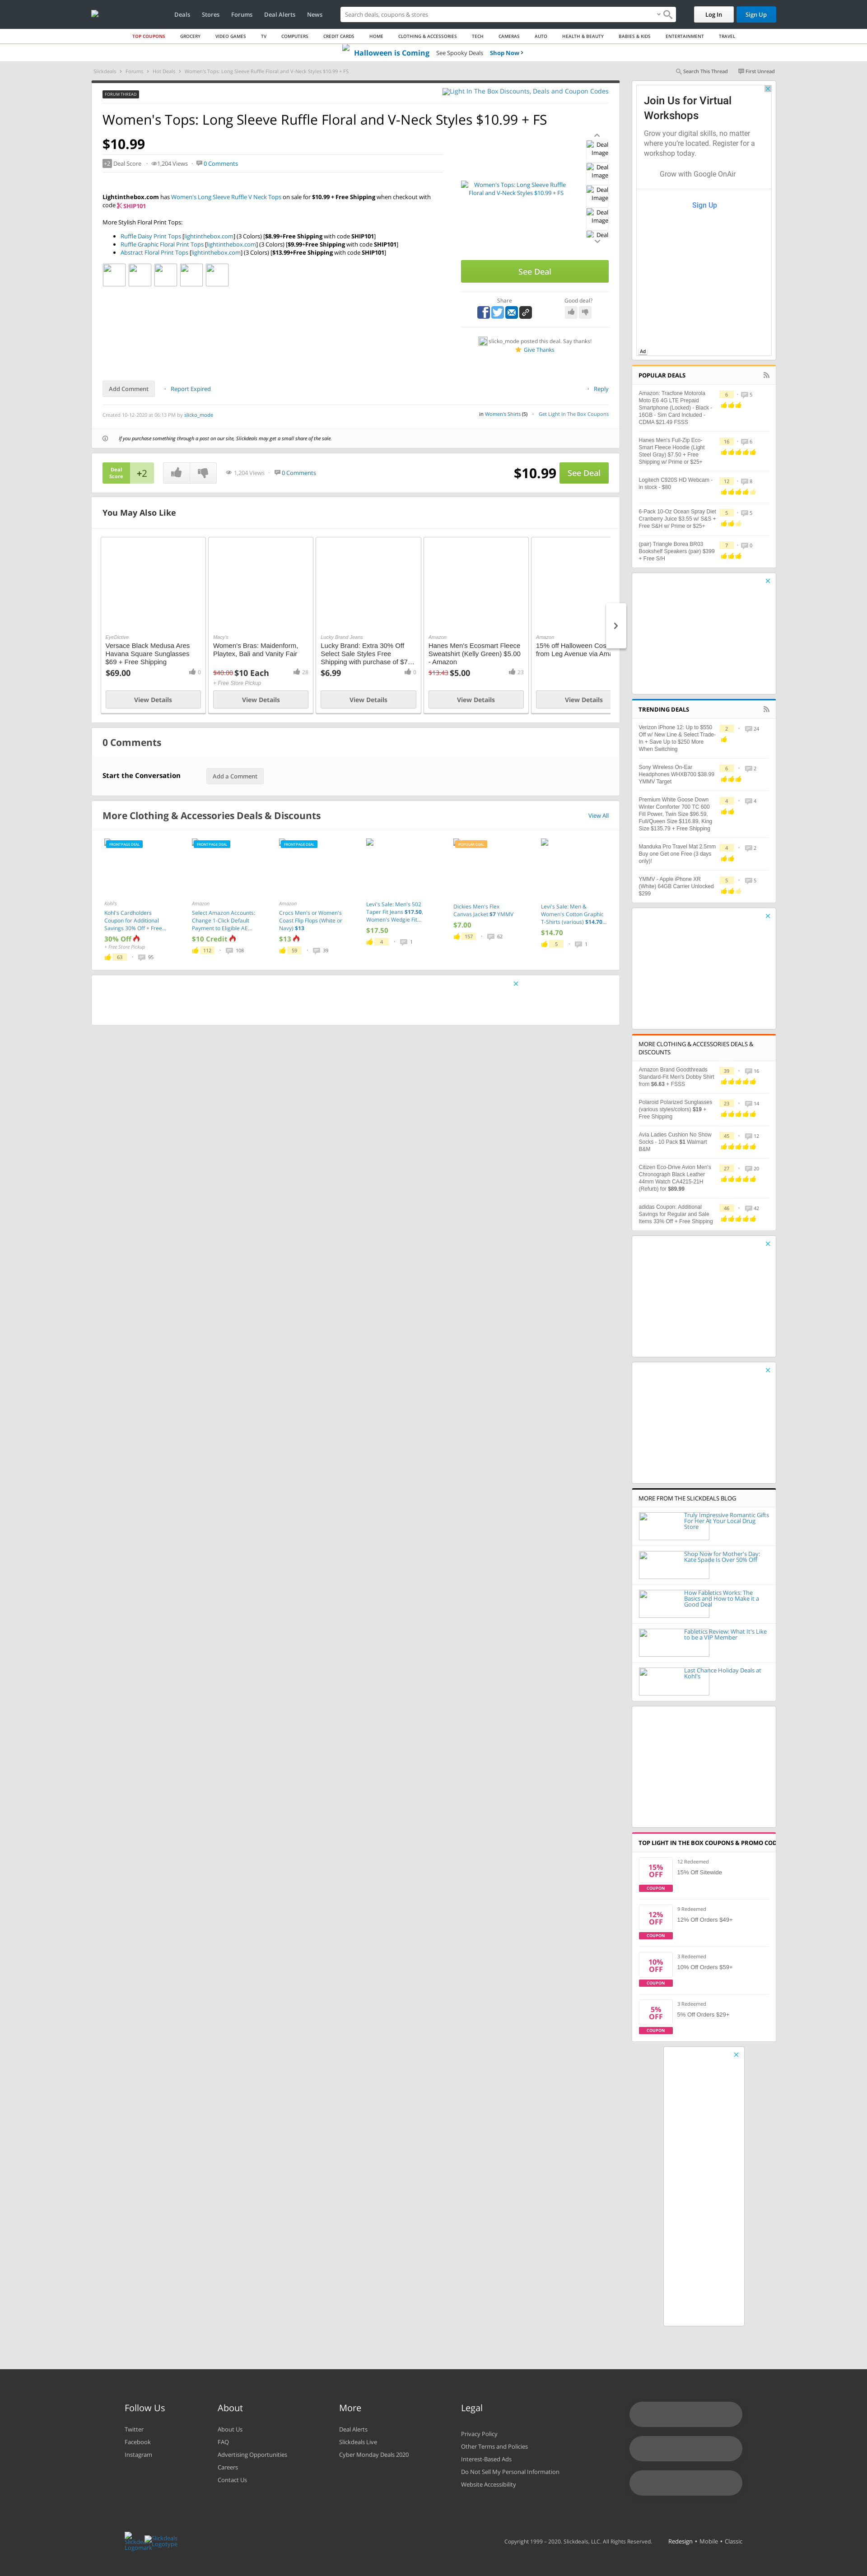 Deals
Stores
Forums
Deal Alerts
News
Search deals, coupons & stores
Log In
Sign Up
TOP COUPONS
GROCERY
VIDEO GAMES
TV
COMPUTERS
CREDIT CARDS
HOME
CLOTHING & ACCESSORIES
TECH
CAMERAS
AUTO
HEALTH & BEAUTY
BABIES & KIDS
ENTERTAINMENT
TRAVEL
Halloween is Coming See Spooky Deals Shop Now
Slickdeals > Forums > Hot Deals > Women's Tops: Long Sleeve Ruffle Floral and V-Neck Styles $10.99 + FS
Search This Thread
First Unread
FORUM THREAD
Light In The Box Discounts, Deals and Coupon Codes
Women's Tops: Long Sleeve Ruffle Floral and V-Neck Styles $10.99 + FS
$10.99
+2 Deal Score 1,204 Views 0 Comments
Lightinthebox.com has Women's Long Sleeve Ruffle V Neck Tops on sale for $10.99 + Free Shipping when checkout with
code SHIP101
More Stylish Floral Print Tops:
Ruffle Daisy Print Tops [lightinthebox.com] (3 Colors) [$8.99+Free Shipping with code SHIP101]
Ruffle Graphic Floral Print Tops [lightinthebox.com] (3 Colors) [$9.99+Free Shipping with code SHIP101]
Abstract Floral Print Tops [lightinthebox.com] (3 Colors) [$13.99+Free Shipping with code SHIP101]
Women's Tops: Long Sleeve Ruffle
Floral and V-Neck Styles $10.99 + FS
Deal
Image
Deal
Image
Deal
Image
Deal
Image
Deal
See Deal
Share
Good deal?
slicko_mode posted this deal. Say thanks!
Give Thanks
Add Comment
Report Expired
Reply
Created 10-12-2020 at 06:13 PM by slicko_mode
in Women's Shirts (5)
Get Light In The Box Coupons
If you purchase something through a post on our site, Slickdeals may get a small share of the sale.
Deal
Score
+2
1,204 Views
0 Comments
$10.99
See Deal
You May Also Like
EyeDictive
Versace Black Medusa Ares
Havana Square Sunglasses
$69 + Free Shipping
$69.00
0
View Details
Macy's
Women's Bras: Maidenform,
Playtex, Bali and Vanity Fair
$40.00 $10 Each
28
+ Free Store Pickup
View Details
Lucky Brand Jeans
Lucky Brand: Extra 30% Off
Select Sale Styles Free
Shipping with purchase of $7...
$6.99
0
View Details
Amazon
Hanes Men's Ecosmart Fleece
Sweatshirt (Kelly Green) $5.00
- Amazon
$13.43 $5.00
23
View Details
Amazon
15% off Halloween Cos
from Leg Avenue via Ama
View Details
0 Comments
Start the Conversation
Add a Comment
More Clothing & Accessories Deals & Discounts
View All
FRONTPAGE DEAL
Kohl's
Kohl's Cardholders
Coupon for Additional
Savings 30% Off + Free...
30% Off
+ Free Store Pickup
63
95
FRONTPAGE DEAL
Amazon
Select Amazon Accounts:
Change 1-Click Default
Payment to Eligible AE...
$10 Credit
112
108
FRONTPAGE DEAL
Amazon
Crocs Men's or Women's
Coast Flip Flops (White or
Navy) $13
$13
59
39
Levi's Sale: Men's 502
Taper Fit Jeans $17.50,
Women's Wedgie Fit...
$17.50
4
1
POPULAR DEAL
Dickies Men's Flex
Canvas Jacket $7 YMMV
$7.00
157
62
Levi's Sale: Men &
Women's Cotton Graphic
T-Shirts (various) $14.70...
$14.70
5
1
Join Us for Virtual
Workshops
Grow your digital skills, no matter
where you're located. Register for a
workshop today.
Grow with Google OnAir
Sign Up
Ad
POPULAR DEALS
Amazon: Tracfone Motorola
Moto E6 4G LTE Prepaid
Smartphone (Locked) - Black -
16GB - Sim Card Included -
CDMA $21.49 FSSS
6
5
Hanes Men's Full-Zip Eco-
Smart Fleece Hoodie (Light
Steel Gray) $7.50 + Free
Shipping w/ Prime or $25+
16
6
Logitech C920S HD Webcam -
in stock - $80
12
8
6-Pack 10-Oz Ocean Spray Diet
Cranberry Juice $3.55 w/ S&S +
Free S&H w/ Prime or $25+
5
5
(pair) Triangle Borea BR03
Bookshelf Speakers (pair) $399
+ Free S/H
7
0
TRENDING DEALS
Verizon iPhone 12: Up to $550
Off w/ New Line & Select Trade-
In + Save Up to $250 More
When Switching
2
24
Sony Wireless On-Ear
Headphones WHXB700 $38.99
YMMV Target
6
2
Premium White Goose Down
Winter Comforter 700 TC 600
Fill Power, Twin Size $86.59,
Full/Queen Size $116.89, King
Size $135.79 + Free Shipping
4
4
Manduka Pro Travel Mat 2.5mm
Buy one Get one Free (3 days
only)!
4
2
YMMV - Apple iPhone XR
(White) 64GB Carrier Unlocked
$299
5
5
MORE CLOTHING & ACCESSORIES DEALS &
DISCOUNTS
Amazon Brand Goodthreads
Standard-Fit Men's Dobby Shirt
from $6.63 + FSSS
39
16
Polaroid Polarized Sunglasses
(various styles/colors) $19 +
Free Shipping
23
14
Avia Ladies Cushion No Show
Socks - 10 Pack $1 Walmart
B&M
45
12
Citizen Eco-Drive Avion Men's
Chronograph Black Leather
44mm Watch CA4215-21H
(Refurb) for $89.99
27
20
adidas Coupon: Additional
Savings for Regular and Sale
Items 33% Off + Free Shipping
46
42
MORE FROM THE SLICKDEALS BLOG
Truly Impressive Romantic Gifts
For Her At Your Local Drug
Store
Shop Now for Mother's Day:
Kate Spade Is Over 50% Off
How Fabletics Works: The
Basics and How to Make it a
Good Deal
Fabletics Review: What It's Like
to be a VIP Member
Last Chance Holiday Deals at
Kohl's
TOP LIGHT IN THE BOX COUPONS & PROMO COD
15%
OFF
COUPON
12 Redeemed
15% Off Sitewide
12%
OFF
COUPON
9 Redeemed
12% Off Orders $49+
10%
OFF
COUPON
3 Redeemed
10% Off Orders $59+
5%
OFF
COUPON
3 Redeemed
5% Off Orders $29+
Follow Us
Twitter
Facebook
Instagram
About
About Us
FAQ
Advertising Opportunities
Careers
Contact Us
More
Deal Alerts
Slickdeals Live
Cyber Monday Deals 2020
Legal
Privacy Policy
Other Terms and Policies
Interest-Based Ads
Do Not Sell My Personal Information
Website Accessibility
Slickdeals
Logotype
Copyright 1999 – 2020. Slickdeals, LLC. All Rights Reserved.
Redesign • Mobile • Classic